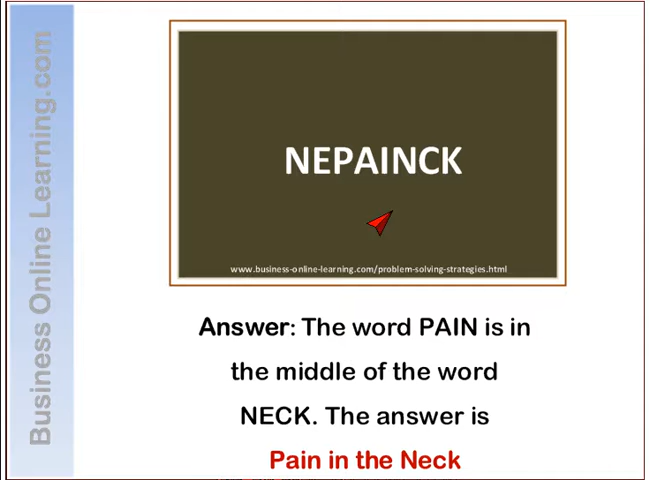 Business Online Learning.com
NEPAINCK
www.business-online-learning.com/problem-solving-strategies.html
Answer: The word PAIN is in
the middle of the word
NECK. The answer is
Pain in the Neck